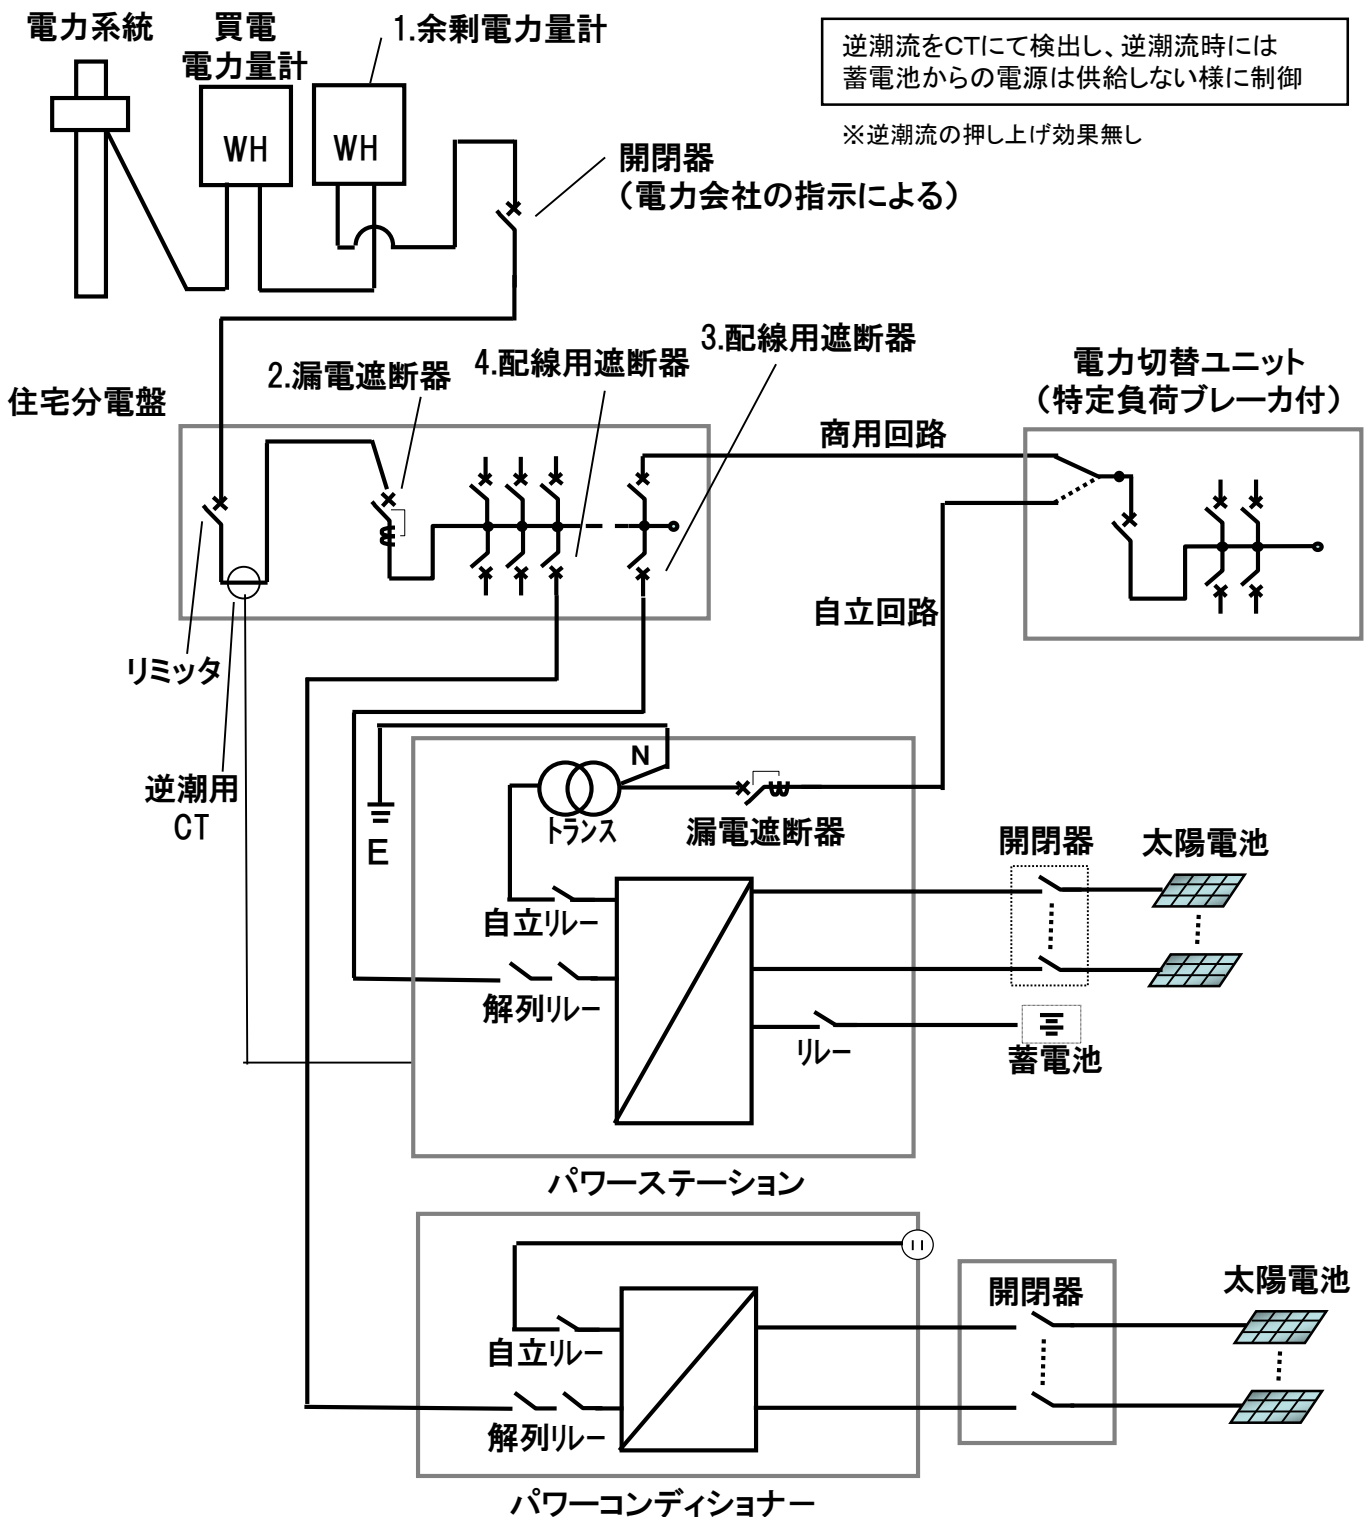 電力系統
買電
電力量計
1.余剰電力量計
逆潮流をCTにて検出し、逆潮流時には
蓄電池からの電源は供給しない様に制御
※逆潮流の押し上げ効果無し
WH
WH
開閉器
（電力会社の指示による）
住宅分電盤
2.漏電遮断器
4.配線用遮断器
3.配線用遮断器
電力切替ユニット
（特定負荷ブレーカ付）
商用回路
自立回路
リミッタ
逆潮用
CT
N
E
トランス
漏電遮断器
開閉器
太陽電池
自立リレー
解列リレー
リレー
蓄電池
パワーステーション
開閉器
太陽電池
自立リレー
解列リレー
パワーコンディショナー